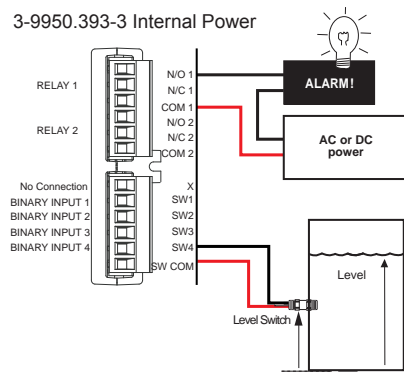 3-9950.393-3 Internal Power
RELAY 1
RELAY 2
N/O 1
N/C 1
COM 1
N/O 2
N/C 2
COM 2
ALARM!
AC or DC
power
No Connection
BINARY INPUT 1
BINARY INPUT 2
BINARY INPUT 3
BINARY INPUT 4
X
SW1
SW2
SW3
SW4
SW COM
Level
Level Switch